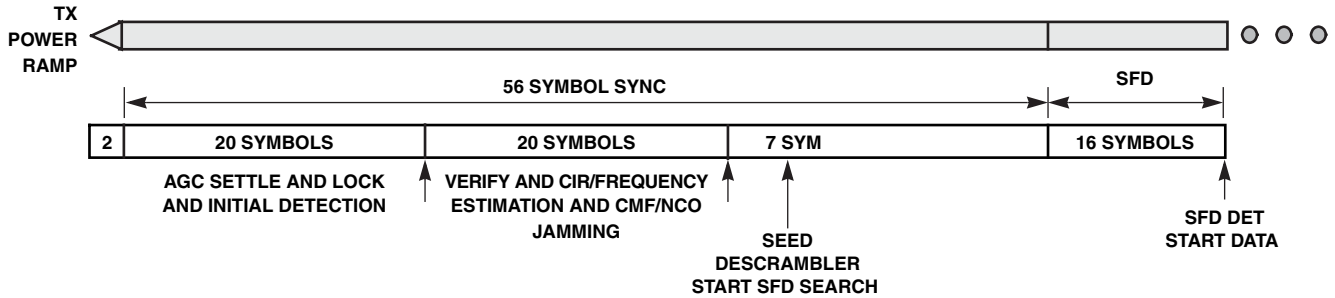 TX
POWER
RAMP
56 SYMBOL SYNC
SFD
2
20 SYMBOLS
20 SYMBOLS
7 SYM
16 SYMBOLS
AGC SETTLE AND LOCK
AND INITIAL DETECTION
VERIFY AND CIR/FREQUENCY
ESTIMATION AND CMF/NCO
JAMMING
SEED
DESCRAMBLER
START SFD SEARCH
SFD DET
START DATA